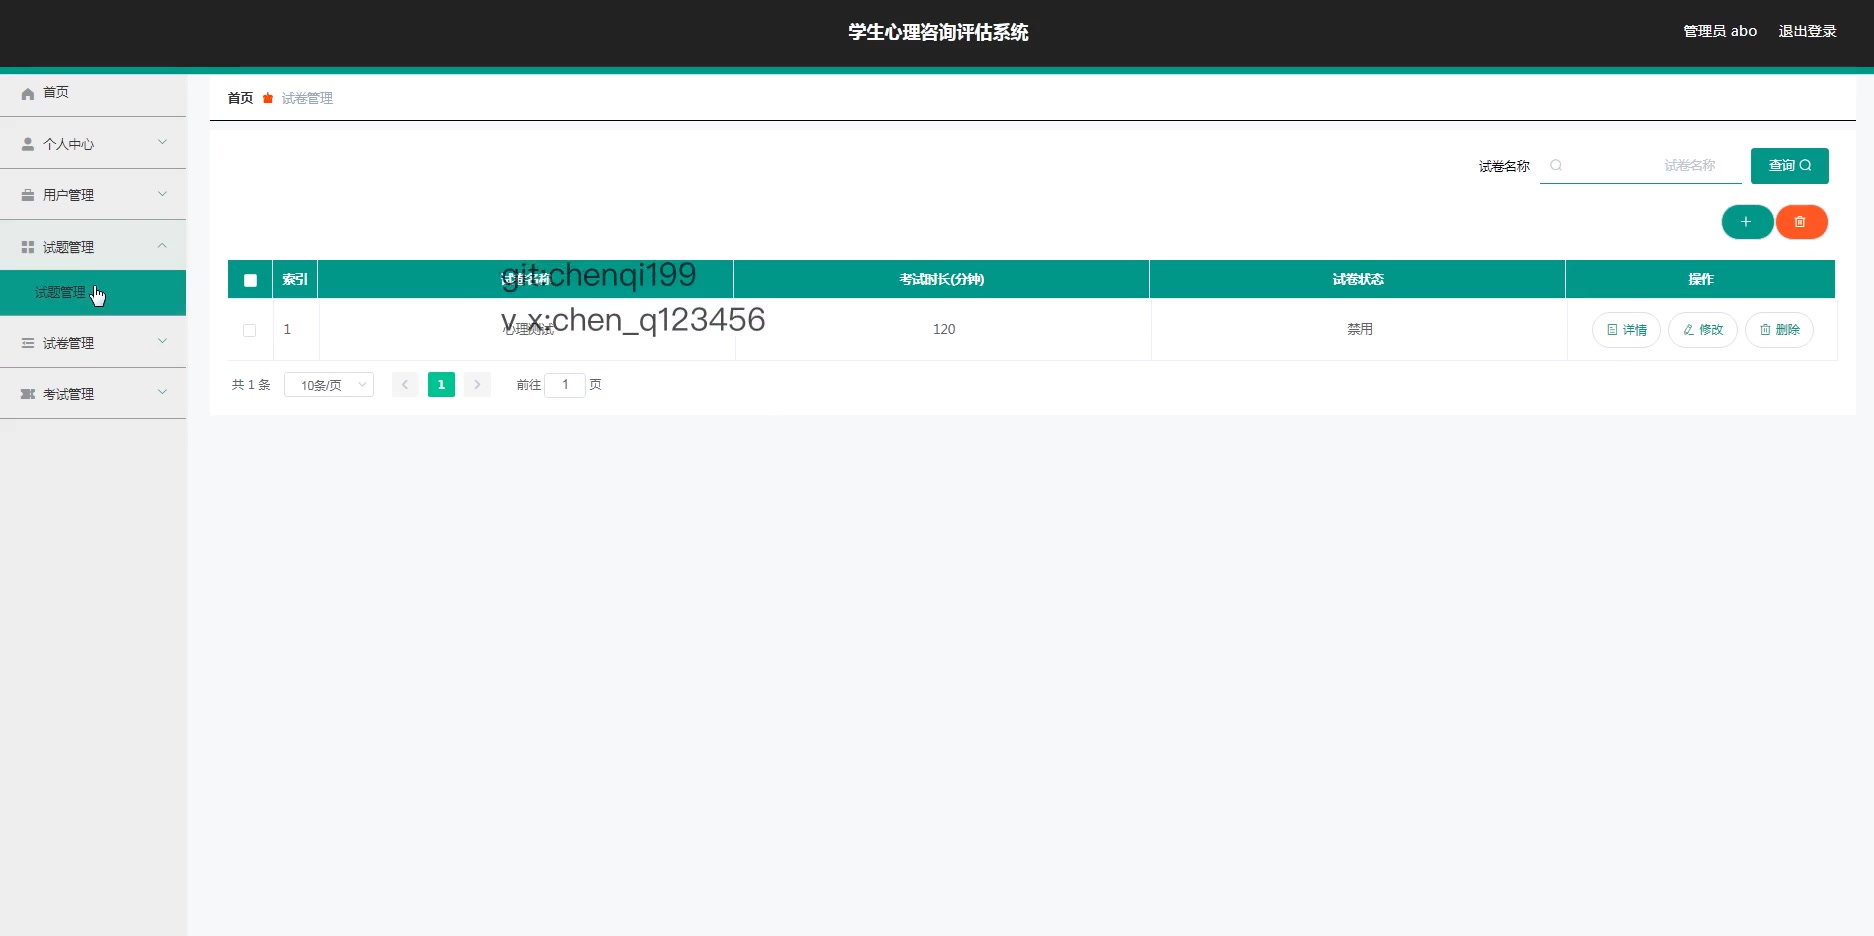 学生心理咨询评估系统
管理员 abo
退出登录
首页
个人中心
用户管理
试题管理
试题管理
试卷管理
考试管理
首页 试卷管理
试卷名称 试卷名称 查询
索引 试卷名称 考试时长(分钟) 试卷状态 操作
git:chenqi199
v_x:chen_q123456
1 心理测试 120 禁用 详情 修改 删除
共 1 条 10条/页 1 前往 1 页